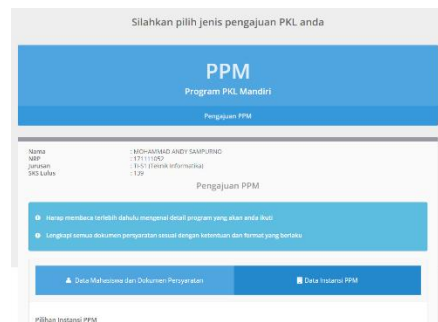 Silahkan pilih jenis pengajuan PKL anda
PPM
Program PKL Mandiri
Pengajuan PPM
Nama : MOHAMMAD ANDY SAMPURNO
NRP : 171111052
Jurusan : TI-S1 (Teknik Informatika)
SKS Lulus : 139
Pengajuan PPM
Harap membaca terlebih dahulu mengenai detail program yang akan anda ikuti
Lengkapi semua dokumen persyaratan sesuai dengan ketentuan dan format yang berlaku
Data Mahasiswa dan Dokumen Persyaratan
Data Instansi PPM
Pilihan Instansi PPM